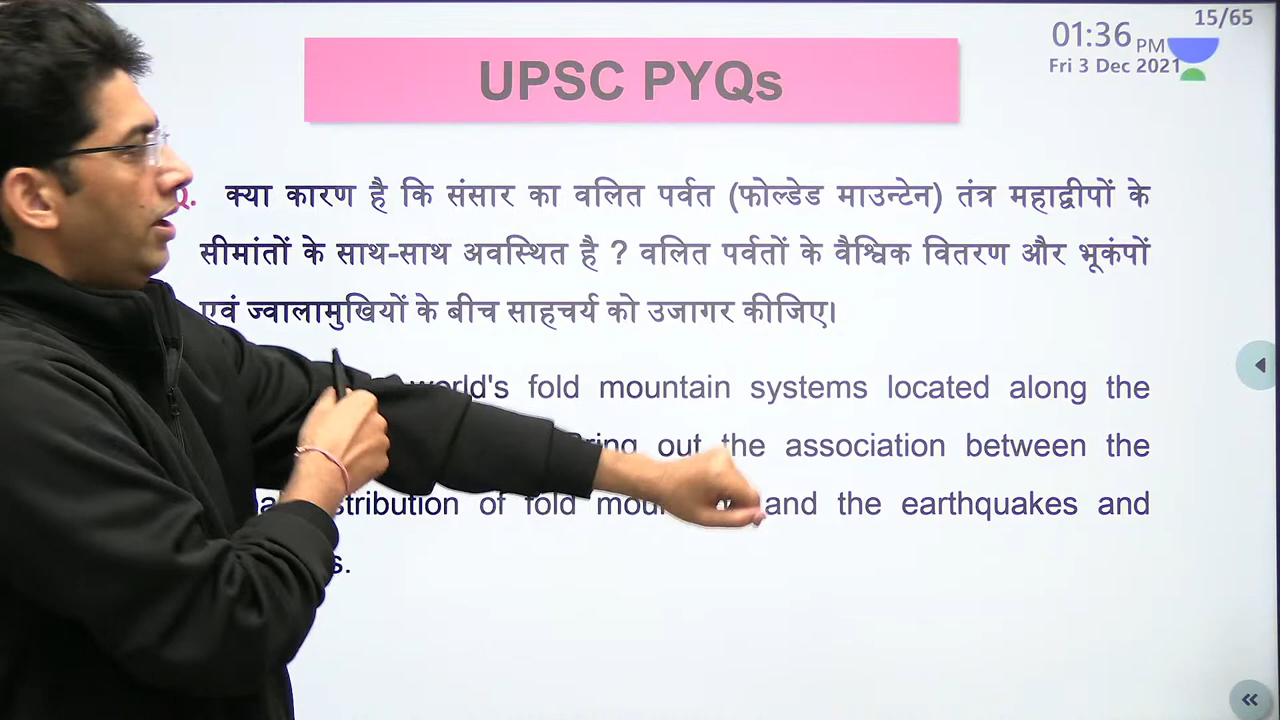 15/65
01:36 PM
Fri 3 Dec 2021
UPSC PYQs
क्या कारण है कि संसार का वलित पर्वत (फोल्डेड माउन्टेन) तंत्र महाद्वीपों के
सीमांतों के साथ-साथ अवस्थित है ? वलित पर्वतों के वैश्विक वितरण और भूकंपों
एवं ज्वालामुखियों के बीच साहचर्य को उजागर कीजिए।
world's fold mountain systems located along the
out the association between the
of fold and the earthquakes and